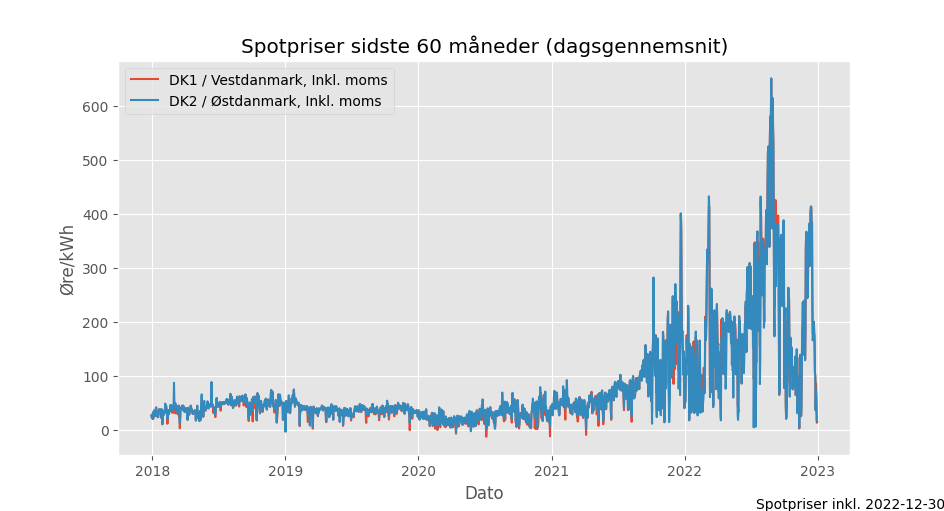 Spotpriser sidste 60 måneder (dagsgennemsnit)
DK1 / Vestdanmark, Inkl. moms
DK2 / Østdanmark, Inkl. moms
Øre/kWh
600
500
400
300
200
100
0
2018 2019 2020 2021 2022 2023
Dato
Spotpriser inkl. 2022-12-30